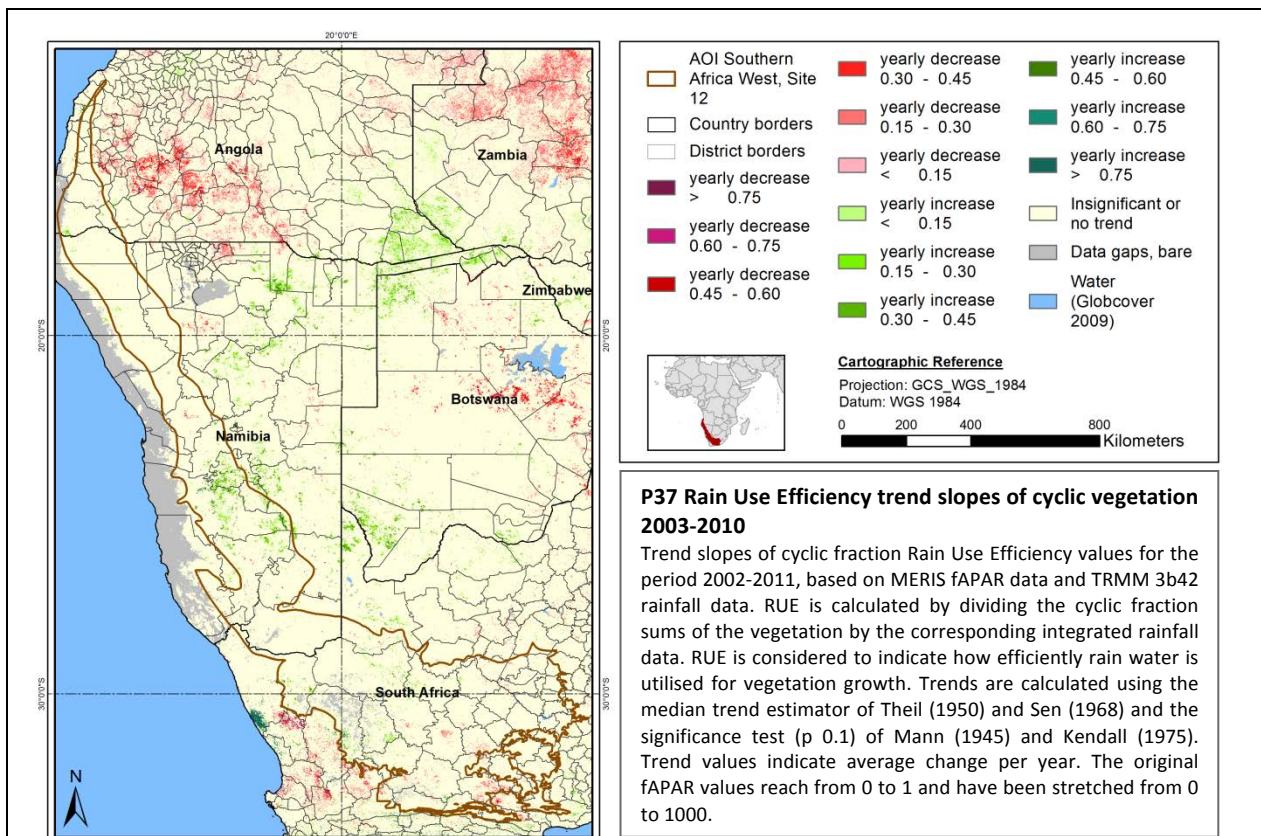 20°0'0"E
Angola
Zambia
Zimbabwe
20°0'0"S
20°0'0"S
Botswana
Namibia
30°0'0"S
South Africa
30°0'0"S
N
20°0'0"E
AOI Southern
Africa West, Site
12
Country borders
District borders
yearly decrease
> 0.75
yearly decrease
0.60 - 0.75
yearly decrease
0.45 - 0.60
yearly decrease
0.30 - 0.45
yearly decrease
0.15 - 0.30
yearly decrease
< 0.15
yearly increase
< 0.15
yearly increase
0.15 - 0.30
yearly increase
0.30 - 0.45
yearly increase
0.45 - 0.60
yearly increase
0.60 - 0.75
yearly increase
> 0.75
Insignificant or
no trend
Data gaps, bare
Water
(Globcover
2009)
Cartographic Reference
Projection: GCS_WGS_1984
Datum: WGS 1984
0 200 400 800
Kilometers
P37 Rain Use Efficiency trend slopes of cyclic vegetation
2003-2010
Trend slopes of cyclic fraction Rain Use Efficiency values for the
period 2002-2011, based on MERIS fAPAR data and TRMM 3b42
rainfall data. RUE is calculated by dividing the cyclic fraction
sums of the vegetation by the corresponding integrated rainfall
data. RUE is considered to indicate how efficiently rain water is
utilised for vegetation growth. Trends are calculated using the
median trend estimator of Theil (1950) and Sen (1968) and the
significance test (p 0.1) of Mann (1945) and Kendall (1975).
Trend values indicate average change per year. The original
fAPAR values reach from 0 to 1 and have been stretched from 0
to 1000.